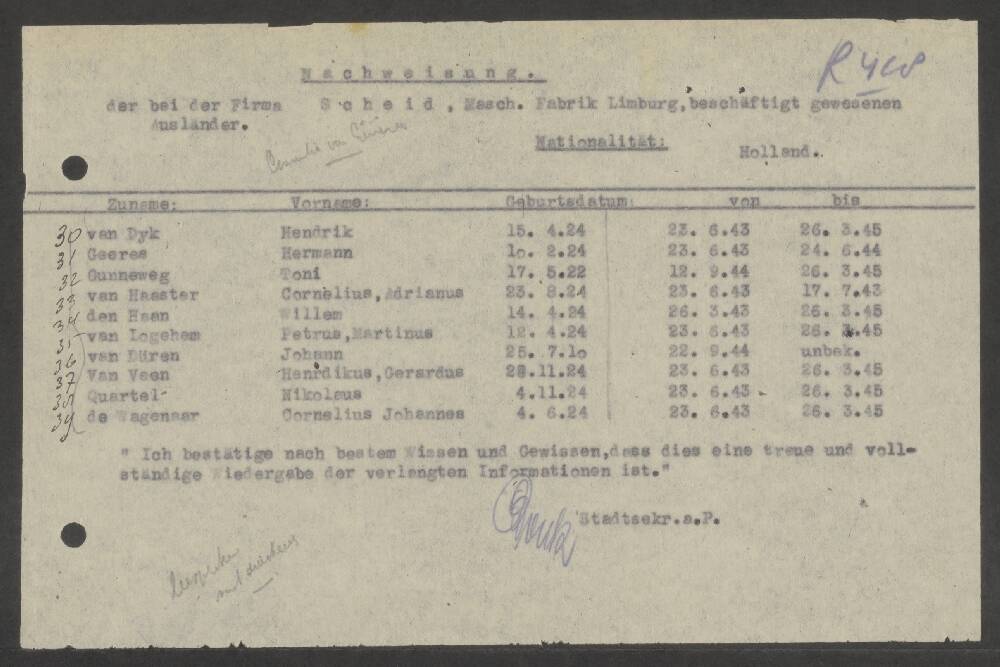 Nachweisung.
R 428
der bei der Firma Scheid, Masch. Fabrik Limburg, beschäftigt gewesenen
Ausländer.
Nationalität: Holland.
Zuname: Vorname: Geburtsdatum: von bis
30 van Dyk Hendrik 15. 4.24 23. 6.43 26. 3.45
31 Geeres Hermann 1o. 2.24 23. 6.43 24. 6.44
32 Gunneweg Toni 17. 5.22 12. 9.44 26. 3.45
33 van Haaster Cornelius, Adrianus 23. 8.24 23. 6.43 17. 7.43
34 den Haan Willem 14. 4.24 26. 3.43 26. 3.45
35 van Logehem Petrus, Martinus 12. 4.24 23. 6.43 26. 3.45
36 van Düren Johann 25. 7.1o 22. 9.44 unbek.
37 Van Veen Henrdikus, Gerardus 28.11.24 23. 6.43 26. 3.45
38 Quartel Nikolaus 4.11.24 23. 6.43 26. 3.45
39 de Wagenaar Cornelius Johannes 4. 6.24 23. 6.43 26. 3.45
" Ich bestätige nach bestem Wissen und Gewissen, dass dies eine treue und voll-
ständige Wiedergabe der verlangten Informationen ist."
Stadtsekr.a.P.